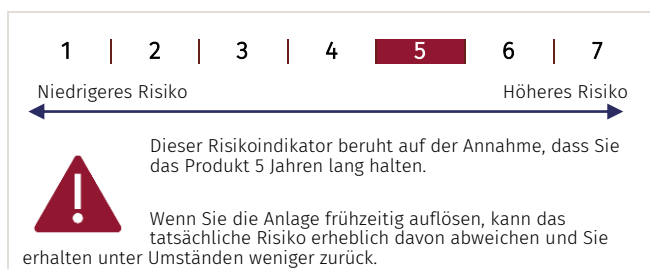 1 | 2 | 3 | 4 5 6 | 7
Niedrigeres Risiko Höheres Risiko
Dieser Risikoindikator beruht auf der Annahme, dass Sie
das Produkt 5 Jahren lang halten.
Wenn Sie die Anlage frühzeitig auflösen, kann das
tatsächliche Risiko erheblich davon abweichen und Sie
erhalten unter Umständen weniger zurück.